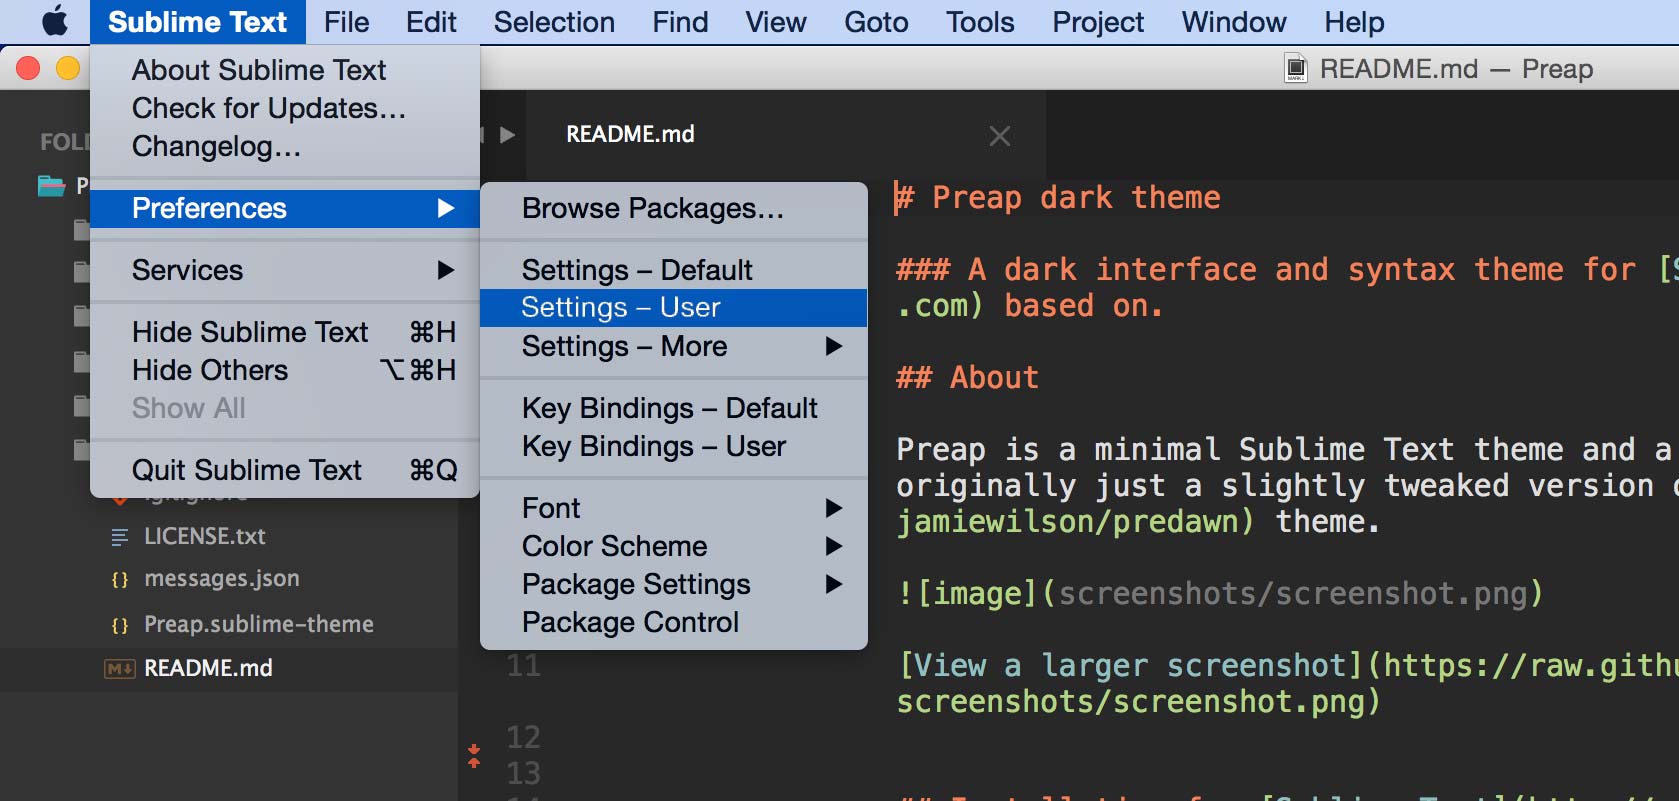 Sublime Text File Edit Selection Find View Goto Tools Project Window Help
README.md — Preap
About Sublime Text
Check for Updates…
Changelog…
Preferences
Services
Hide Sublime Text ⌘H
Hide Others ⌥⌘H
Show All
Quit Sublime Text ⌘Q
Browse Packages…
Settings – Default
Settings – User
Settings – More
Key Bindings – Default
Key Bindings – User
Font
Color Scheme
Package Settings
Package Control
LICENSE.txt
messages.json
Preap.sublime-theme
README.md
README.md
# Preap dark theme
### A dark interface and syntax theme for [
.com) based on.
## About
Preap is a minimal Sublime Text theme and a
originally just a slightly tweaked version
jamiewilson/predawn) theme.
![image](screenshots/screenshot.png)
11
[View a larger screenshot](https://raw.gith
screenshots/screenshot.png)
12
13